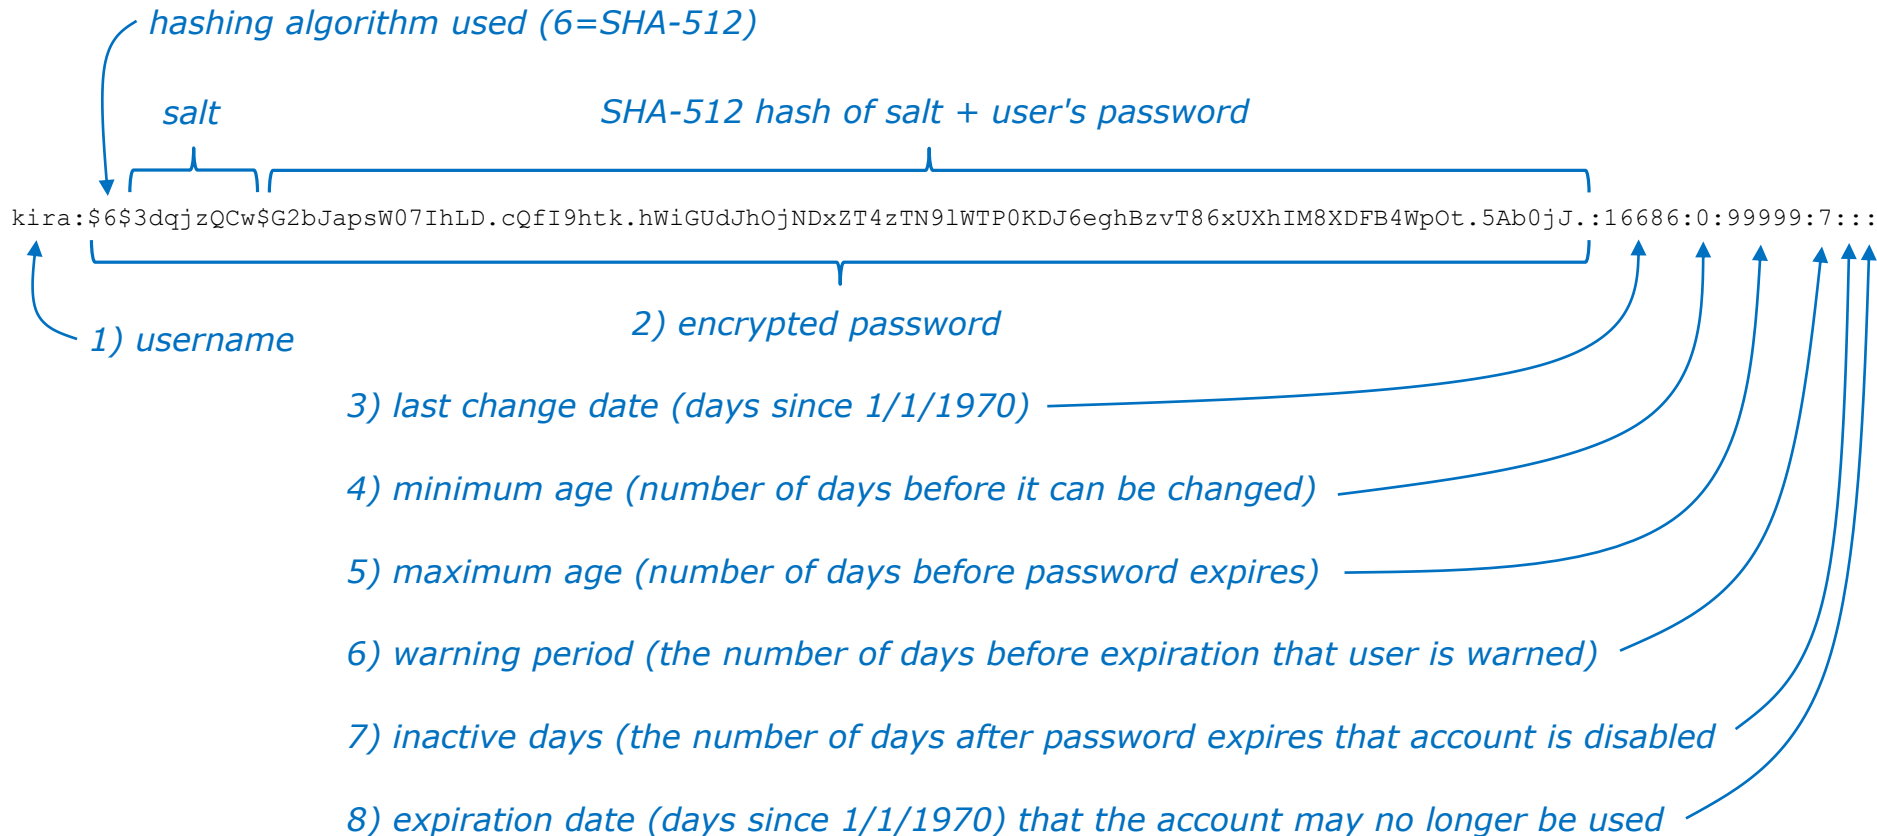 hashing algorithm used (6=SHA-512)
salt
SHA-512 hash of salt + user's password
kira:$6$3dqjzQCw$G2bJapsW07IhLD.cQfI9htk.hWiGUdJhOjNDxZT4zTN9lWTP0KDJ6eghBzvT86xUXhIM8XDFB4WpOt.5Ab0jJ.:16686:0:99999:7:::
1) username
2) encrypted password
3) last change date (days since 1/1/1970)
4) minimum age (number of days before it can be changed)
5) maximum age (number of days before password expires)
6) warning period (the number of days before expiration that user is warned)
7) inactive days (the number of days after password expires that account is disabled
8) expiration date (days since 1/1/1970) that the account may no longer be used